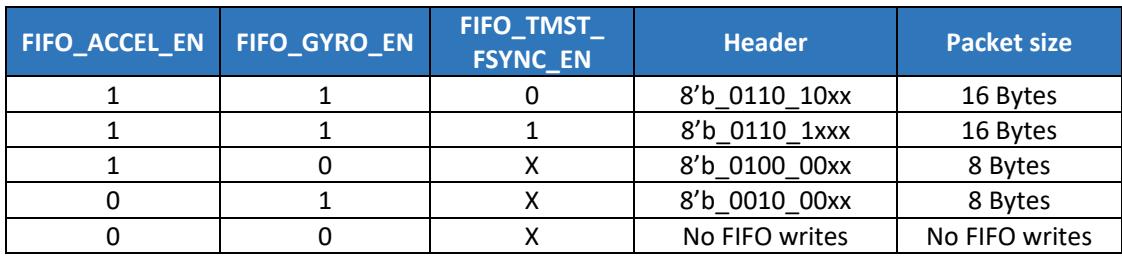 FIFO_ACCEL_EN FIFO_GYRO_EN FIFO_TMST_ Header Packet size
FSYNC_EN
1 1 0 8’b_0110_10xx 16 Bytes
1 1 1 8’b_0110_1xxx 16 Bytes
1 0 X 8’b_0100_00xx 8 Bytes
0 1 X 8’b_0010_00xx 8 Bytes
0 0 X No FIFO writes No FIFO writes